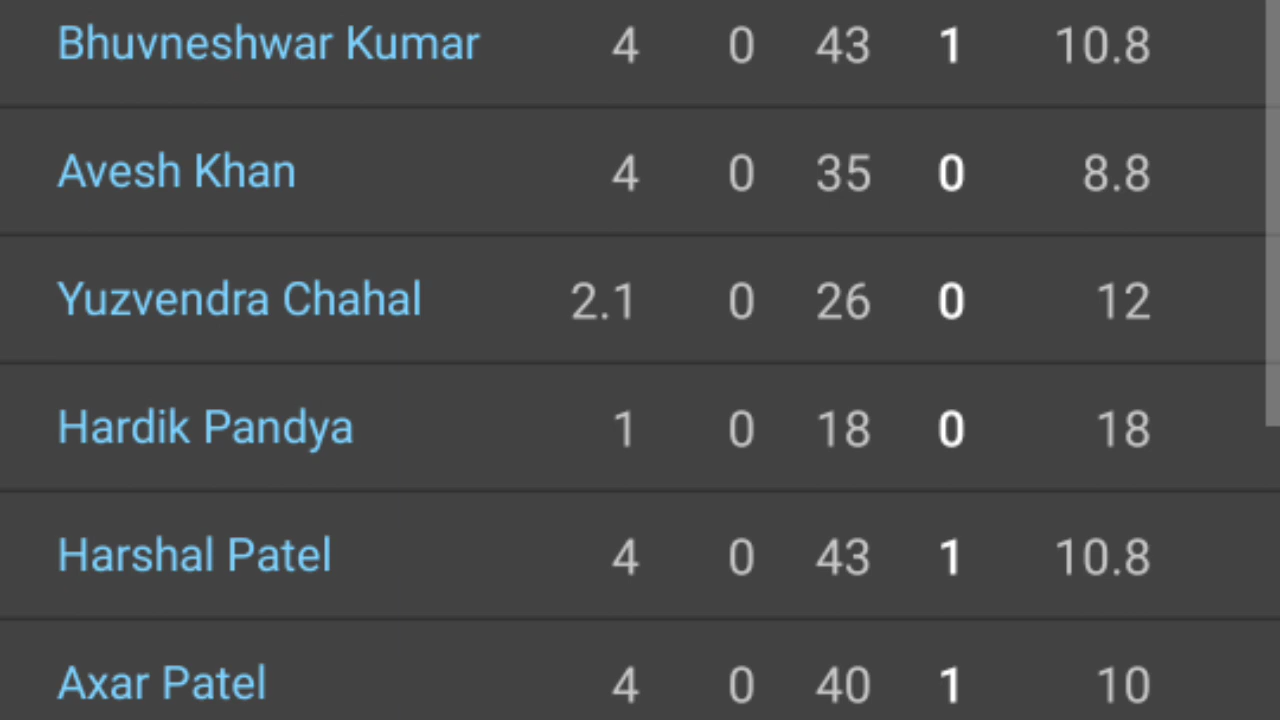 Bhuvneshwar Kumar 4 0 43 1 10.8
Avesh Khan 4 0 35 0 8.8
Yuzvendra Chahal 2.1 0 26 0 12
Hardik Pandya 1 0 18 0 18
Harshal Patel 4 0 43 1 10.8
Axar Patel 4 0 40 1 10